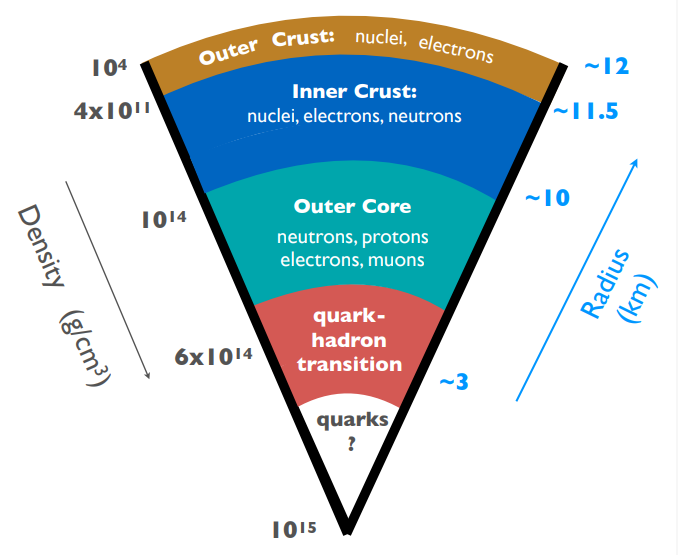 Outer Crust: nuclei, electrons
10⁴
~12
Inner Crust:
4x10¹¹
~11.5
nuclei, electrons, neutrons
~10
Outer Core
10¹⁴
neutrons, protons
electrons, muons
Density (g/cm³)
Radius
(km)
quark-
hadron
transition
6x10¹⁴
~3
quarks
?
10¹⁵